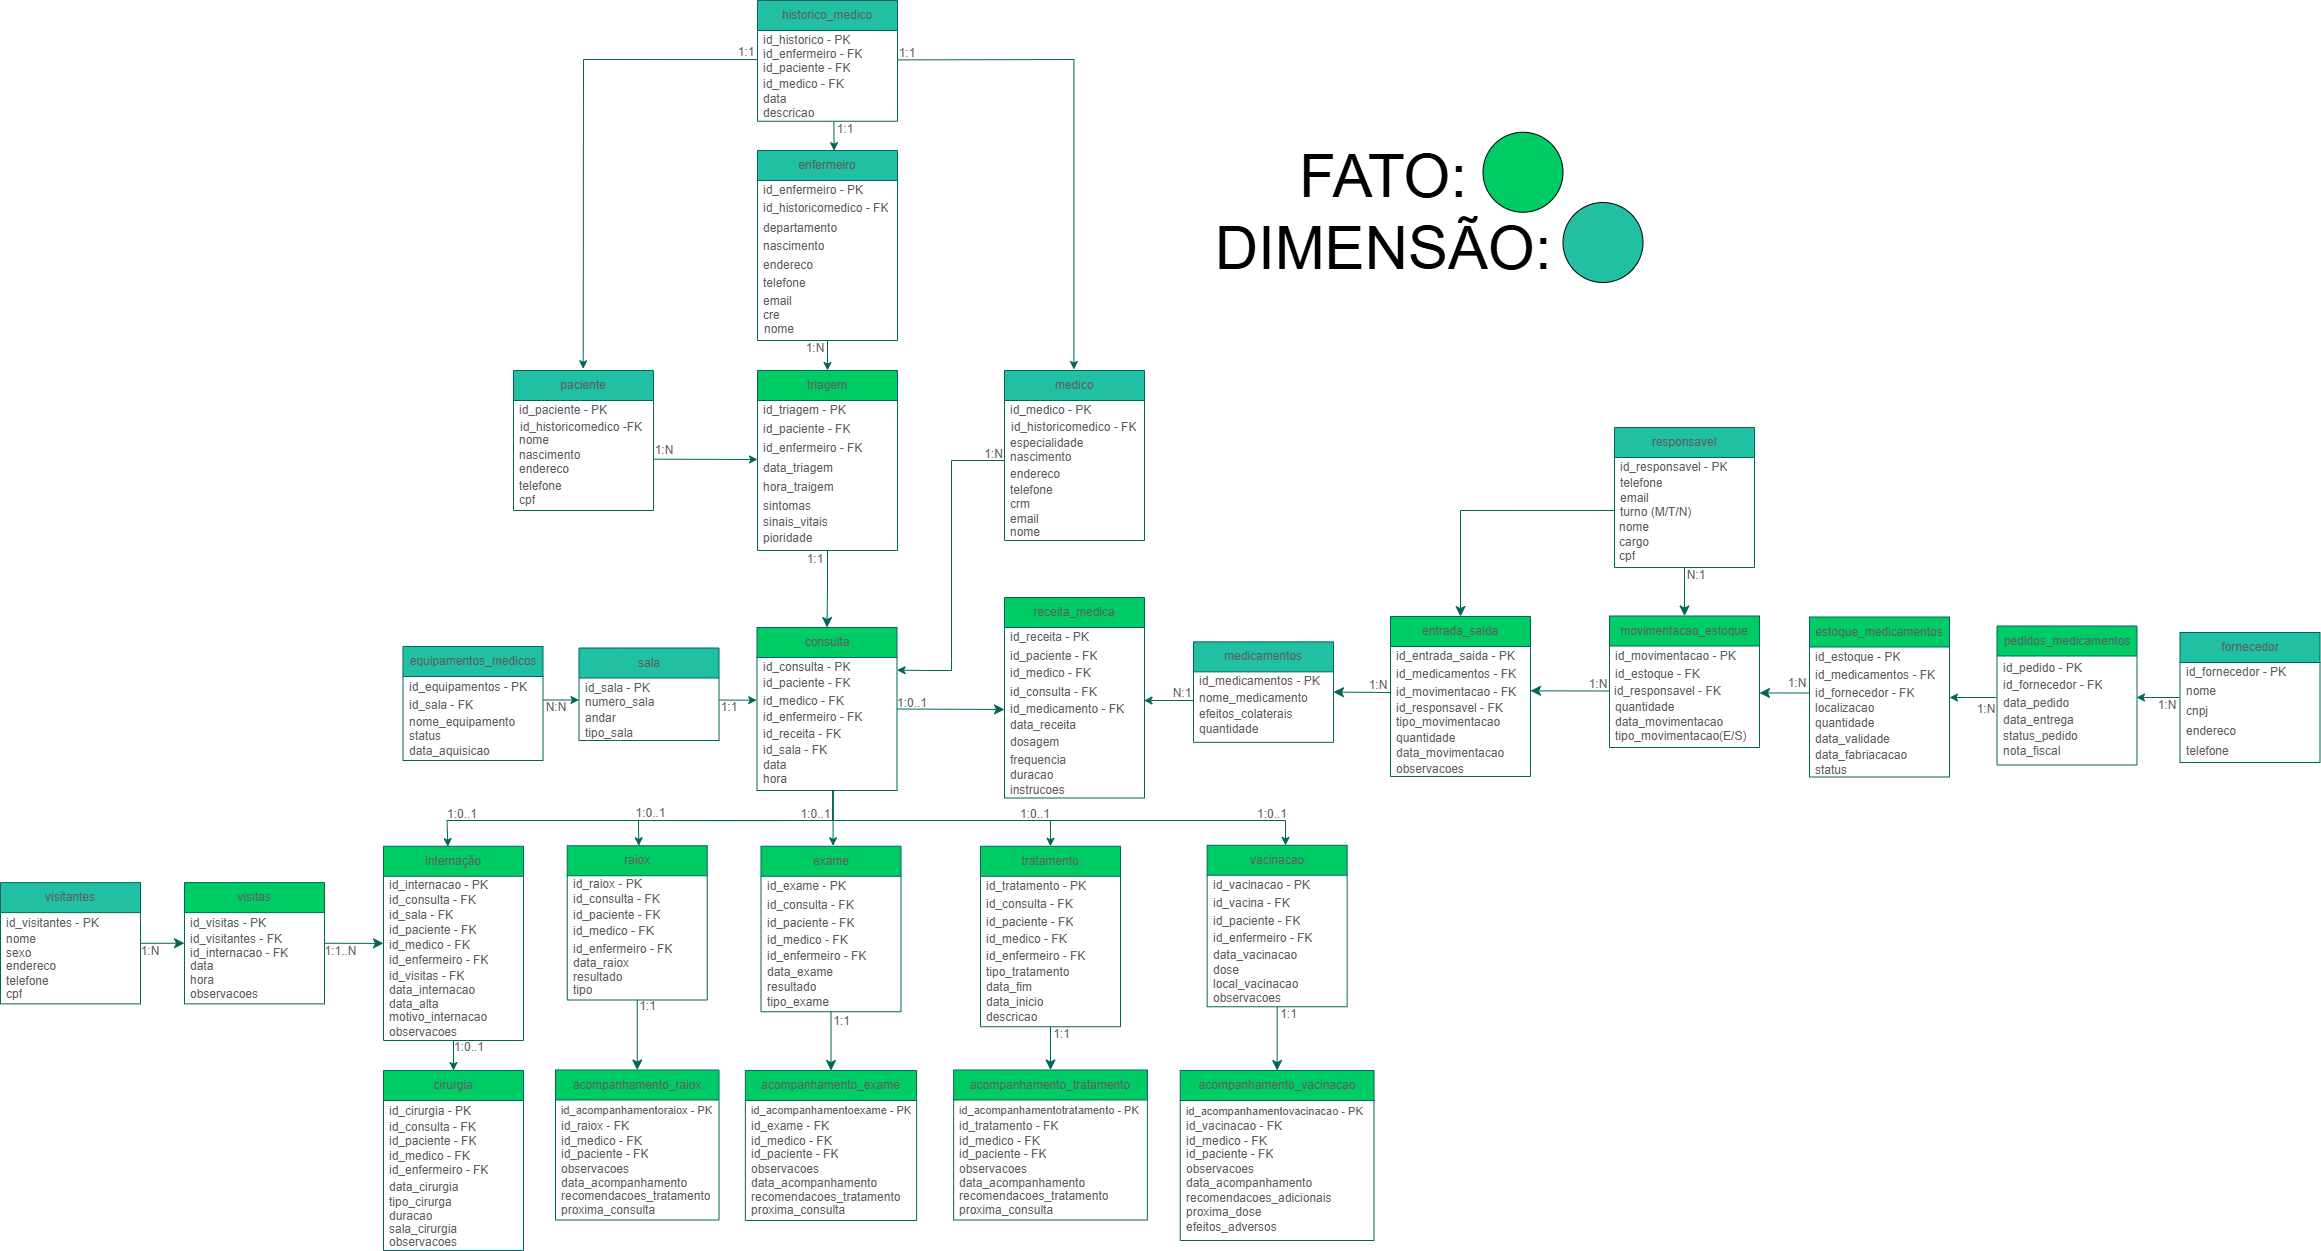 historico_medico
id_historico - PK
id_enfermeiro - FK
id_paciente - FK
id_medico - FK
data
descricao
1:1
1:1
1:1
FATO:
DIMENSÃO:
enfermeiro
id_enfermeiro - PK
id_historicomedico - FK
departamento
nascimento
endereco
telefone
email
cre
nome
1:N
paciente
id_paciente - PK
id_historicomedico -FK
nome
nascimento
endereco
telefone
cpf
1:N
triagem
id_triagem - PK
id_paciente - FK
id_enfermeiro - FK
data_triagem
hora_traigem
sintomas
sinais_vitais
pioridade
1:1
medico
id_medico - PK
id_historicomedico - FK
especialidade
nascimento
endereco
telefone
crm
email
nome
1:N
responsavel
id_responsavel - PK
telefone
email
turno (M/T/N)
nome
cargo
cpf
N:1
equipamentos_medicos
id_equipamentos - PK
id_sala - FK
nome_equipamento
status
data_aquisicao
N:N
sala
id_sala - PK
numero_sala
andar
tipo_sala
1:1
consulta
id_consulta - PK
id_paciente - FK
id_medico - FK
id_enfermeiro - FK
id_receita - FK
id_sala - FK
data
hora
1:0..1
receita_medica
id_receita - PK
id_paciente - FK
id_medico - FK
id_consulta - FK
id_medicamento - FK
data_receita
dosagem
frequencia
duracao
instrucoes
N:1
medicamentos
id_medicamentos - PK
nome_medicamento
efeitos_colaterais
quantidade
1:N
entrada_saida
id_entrada_saida - PK
id_medicamentos - FK
id_movimentacao - FK
id_responsavel - FK
tipo_movimentacao
quantidade
data_movimentacao
observacoes
1:N
movimentacao_estoque
id_movimentacao - PK
id_estoque - FK
id_responsavel - FK
quantidade
data_movimentacao
tipo_movimentacao(E/S)
1:N
estoque_medicamentos
id_estoque - PK
id_medicamentos - FK
id_fornecedor - FK
localizacao
quantidade
data_validade
data_fabriacacao
status
1:N
pedidos_medicamentos
id_pedido - PK
id_fornecedor - FK
data_pedido
data_entrega
status_pedido
nota_fiscal
1:N
fornecedor
id_fornecedor - PK
nome
cnpj
endereco
telefone
1:0..1
1:0..1
1:0..1
1:0..1
1:0..1
visitantes
id_visitantes - PK
nome
sexo
endereco
telefone
cpf
1:N
visitas
id_visitas - PK
id_visitantes - FK
id_internacao - FK
data
hora
observacoes
1:1..N
internação
id_internacao - PK
id_consulta - FK
id_sala - FK
id_paciente - FK
id_medico - FK
id_enfermeiro - FK
id_visitas - FK
data_internacao
data_alta
motivo_internacao
observacoes
1:0..1
raiox
id_raiox - PK
id_consulta - FK
id_paciente - FK
id_medico - FK
id_enfermeiro - FK
data_raiox
resultado
tipo
1:1
exame
id_exame - PK
id_consulta - FK
id_paciente - FK
id_medico - FK
id_enfermeiro - FK
data_exame
resultado
tipo_exame
1:1
tratamento
id_tratamento - PK
id_consulta - FK
id_paciente - FK
id_medico - FK
id_enfermeiro - FK
tipo_tratamento
data_fim
data_inicio
descricao
1:1
vacinacao
id_vacinacao - PK
id_vacina - FK
id_paciente - FK
id_enfermeiro - FK
data_vacinacao
dose
local_vacinacao
observacoes
1:1
cirurgia
id_cirurgia - PK
id_consulta - FK
id_paciente - FK
id_medico - FK
id_enfermeiro - FK
data_cirurgia
tipo_cirurga
duracao
sala_cirurgia
observacoes
acompanhamento_raiox
id_acompanhamentoraiox - PK
id_raiox - FK
id_medico - FK
id_paciente - FK
observacoes
data_acompanhamento
recomendacoes_tratamento
proxima_consulta
acompanhamento_exame
id_acompanhamentoexame - PK
id_exame - FK
id_medico - FK
id_paciente - FK
observacoes
data_acompanhamento
recomendacoes_tratamento
proxima_consulta
acompanhamento_tratamento
id_acompanhamentotratamento - PK
id_tratamento - FK
id_medico - FK
id_paciente - FK
observacoes
data_acompanhamento
recomendacoes_tratamento
proxima_consulta
acompanhamento_vacinacao
id_acompanhamentovacinacao - PK
id_vacinacao - FK
id_medico - FK
id_paciente - FK
observacoes
data_acompanhamento
recomendacoes_adicionais
proxima_dose
efeitos_adversos